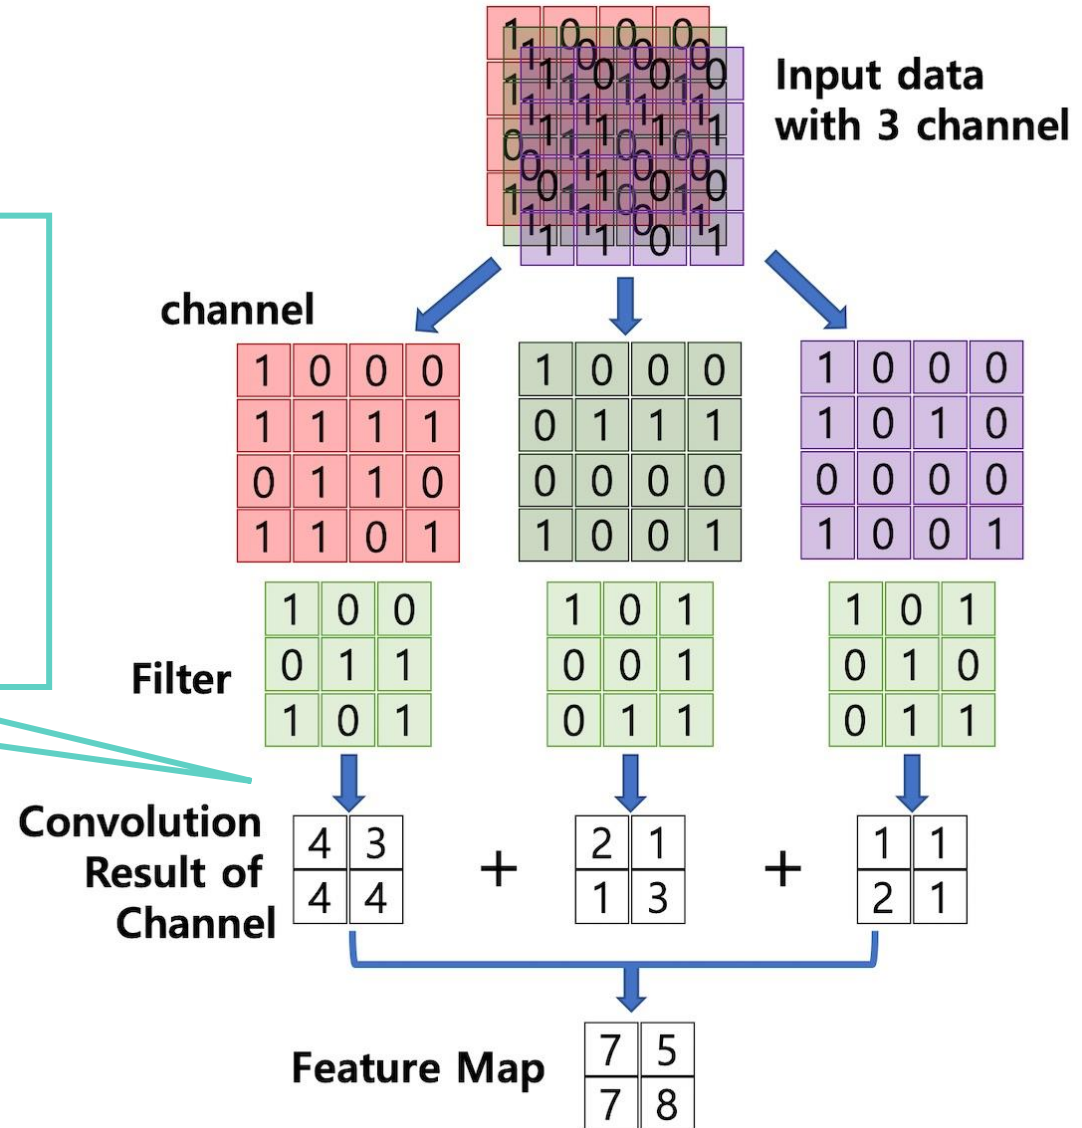 Input data
with 3 channel
channel
1 0 0 0
1 1 1 1
0 1 1 0
1 1 0 1
1 0 0 0
0 1 1 1
0 0 0 0
1 0 0 1
1 0 0 0
1 0 1 0
0 0 0 0
1 0 0 1
Filter
1 0 0
0 1 1
1 0 1
1 0 1
0 0 1
0 1 1
1 0 1
0 1 0
0 1 1
Convolution
Result of
Channel
4 3
4 4
+
2 1
1 3
+
1 1
2 1
Feature Map
7 5
7 8